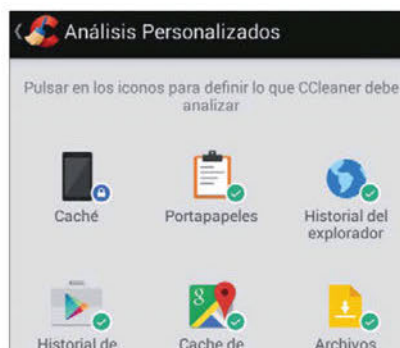 Análisis Personalizados
Pulsar en los iconos para definir lo que CCleaner debe
analizar
Caché
Portapapeles
Historial del
explorador
Historial de
Cache de
Archivos